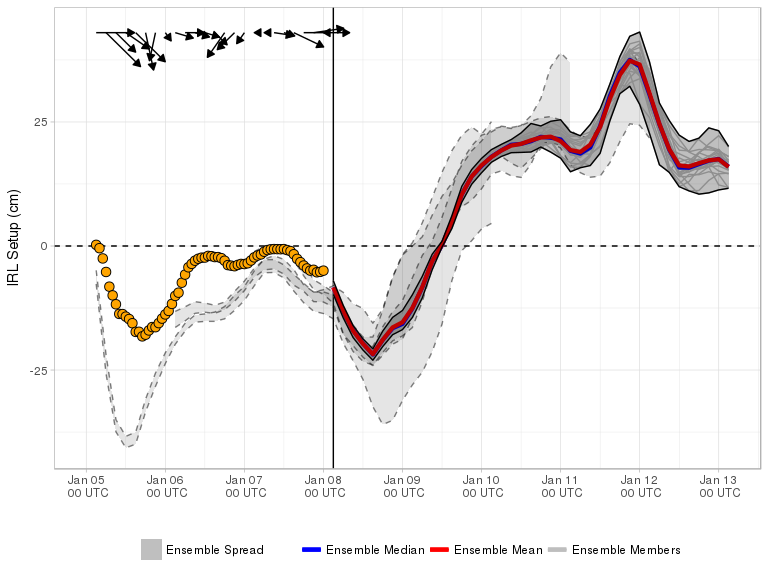 IRL Setup (cm)
25
0
-25
Jan 05 Jan 06 Jan 07 Jan 08 Jan 09 Jan 10 Jan 11 Jan 12 Jan 13
00 UTC 00 UTC 00 UTC 00 UTC 00 UTC 00 UTC 00 UTC 00 UTC 00 UTC
Ensemble Spread Ensemble Median Ensemble Mean Ensemble Members